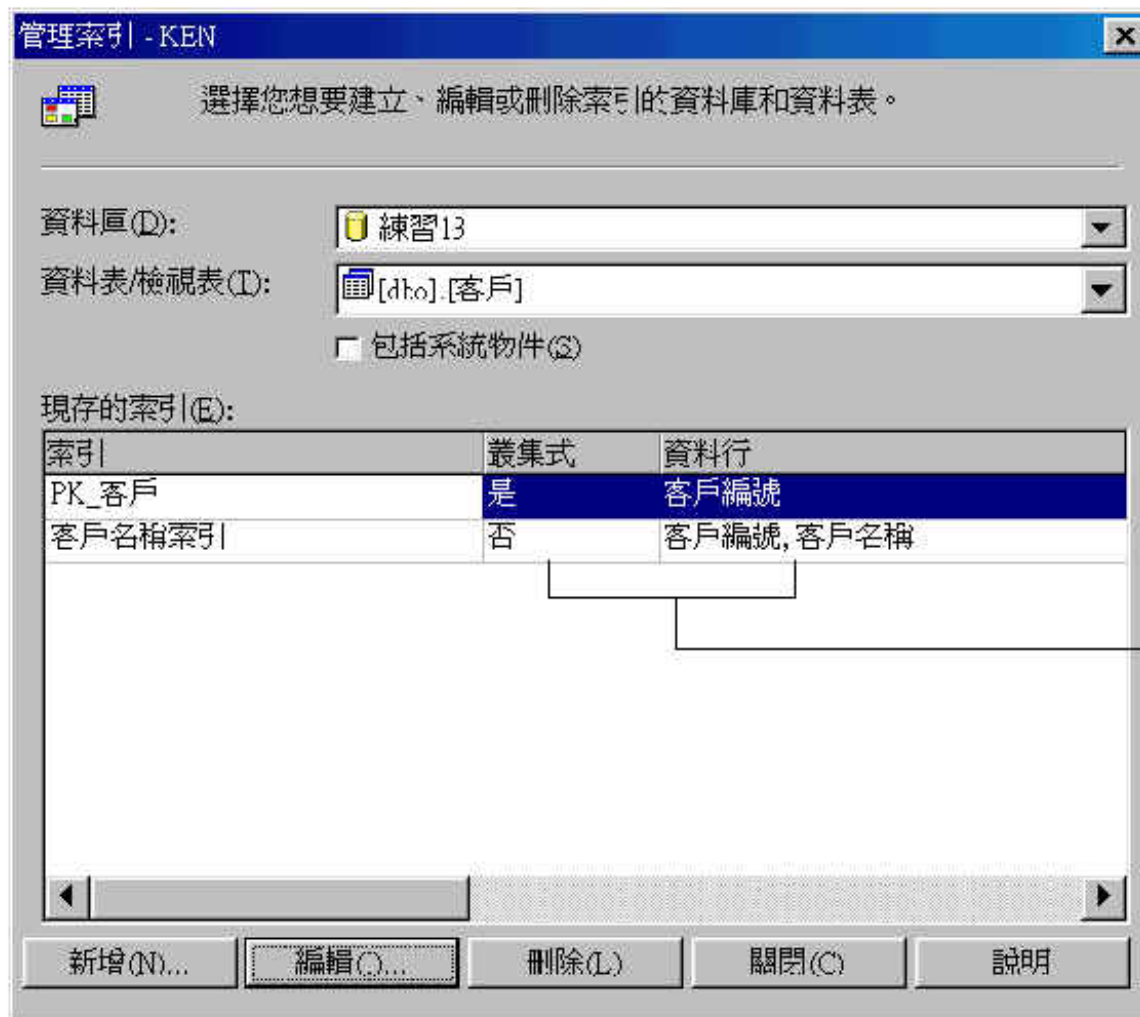 管理索引 - KEN
選擇您想要建立、編輯或刪除索引的資料庫和資料表。
資料庫(D):
練習13
資料表/檢視表(T):
[dbo].[客戶]
包括系統物件(S)
現存的索引(E):
索引 叢集式 資料行
PK_客戶 是 客戶編號
客戶名稱索引 否 客戶編號, 客戶名稱
新增(N)... 編輯()... 刪除(L) 關閉(C) 說明